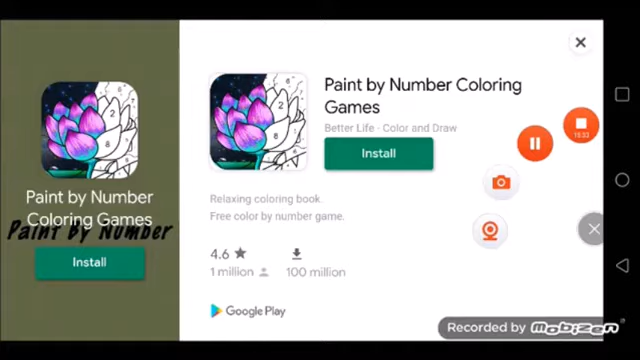 Paint by Number
Coloring Games
Paint by Number
Install
Paint by Number Coloring
Games
Better Life - Color and Draw
Install
Relaxing coloring book.
Free color by number game.
4.6 ★
1 million
100 million
Google Play
15:33
Recorded by mobizen